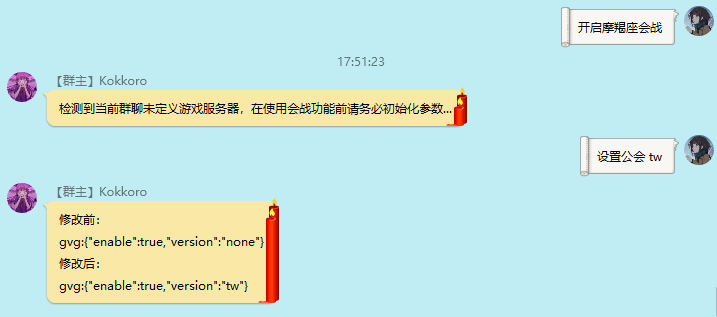 开启摩羯座会战
17:51:23
【群主】Kokkoro
检测到当前群聊未定义游戏服务器，在使用会战功能前请务必初始化参数...
设置公会 tw
【群主】Kokkoro
修改前：
gvg:{"enable":true,"version":"none"}
修改后：
gvg:{"enable":true,"version":"tw"}